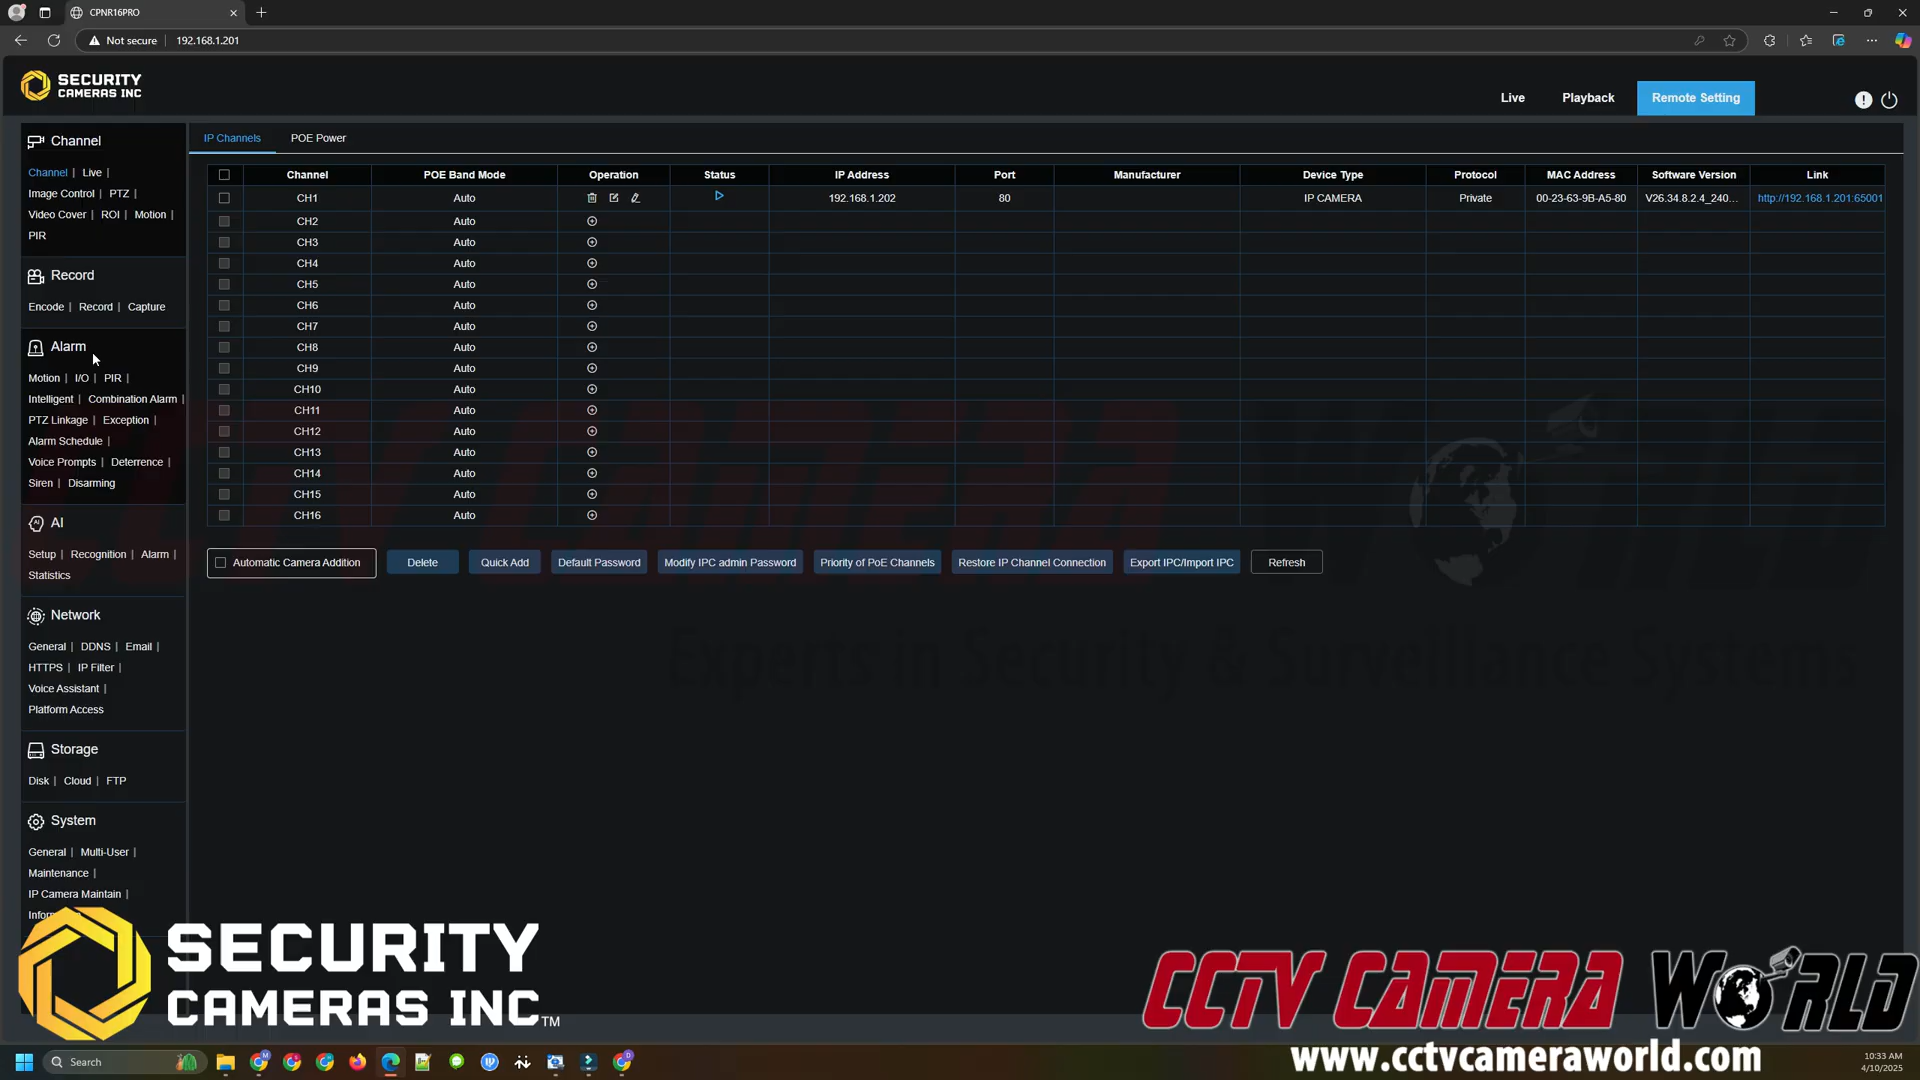 CPNR16PRO
Not secure 192.168.1.201
SECURITY
CAMERAS INC
Live Playback Remote Setting
Channel
Channel | Live |
Image Control | PTZ |
Video Cover | ROI | Motion |
PIR
Record
Encode | Record | Capture
Alarm
Motion | I/O | PIR |
Intelligent | Combination Alarm |
PTZ Linkage | Exception |
Alarm Schedule |
Voice Prompts | Deterrence |
Siren | Disarming
AI
Setup | Recognition | Alarm |
Statistics
Network
General | DDNS | Email |
HTTPS | IP Filter |
Voice Assistant |
Platform Access
Storage
Disk | Cloud | FTP
System
General | Multi-User |
Maintenance |
IP Camera Maintain |
IP Channels POE Power
Channel POE Band Mode Operation Status IP Address Port Manufacturer Device Type Protocol MAC Address Software Version Link
CH1 Auto 192.168.1.202 80 IP CAMERA Private 00-23-63-9B-A5-80 V26.34.8.2.4_240... http://192.168.1.201:65001
CH2 Auto
CH3 Auto
CH4 Auto
CH5 Auto
CH6 Auto
CH7 Auto
CH8 Auto
CH9 Auto
CH10 Auto
CH11 Auto
CH12 Auto
CH13 Auto
CH14 Auto
CH15 Auto
CH16 Auto
Automatic Camera Addition Delete Quick Add Default Password Modify IPC admin Password Priority of PoE Channels Restore IP Channel Connection Export IPC/Import IPC Refresh
CCTV CAMERA WORLD
Experts in Security & Surveillance Systems
SECURITY
CAMERAS INC™
CCTV CAMERA WORLD
www.cctvcameraworld.com
Search
10:33 AM
4/10/2025